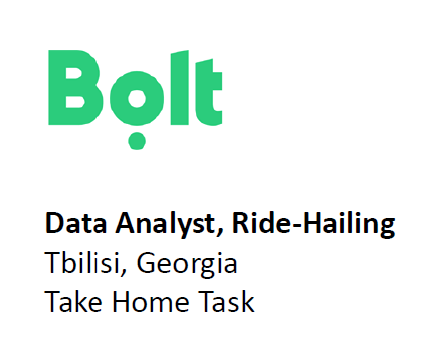 Bolt
Data Analyst, Ride-Hailing
Tbilisi, Georgia
Take Home Task